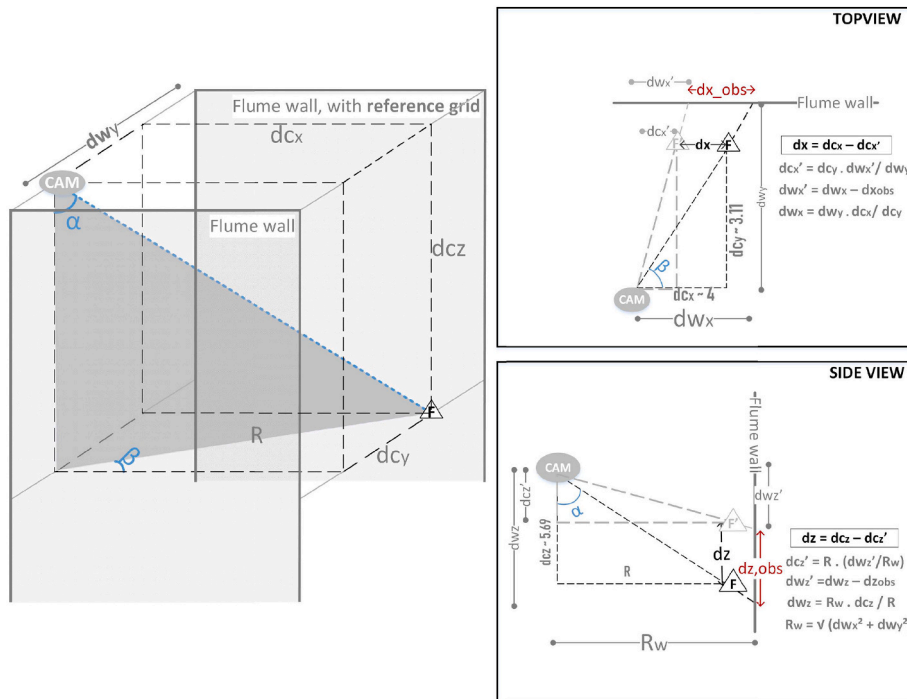 Flume wall, with reference grid
dwy
dcx
CAM
α
Flume wall
dcz
F
R
β
dcy
TOPVIEW
dwx'
dx_obs
Flume wall
dcx'
dx
F'
F
dx = dcx – dcx'
dcx' = dcy . dwx'/ dwy
dwx' = dwx – dxobs
dwx = dwy . dcx/ dcy
dwy
dcy ~ 3.11
β
CAM
dcx ~ 4
dwx
SIDE VIEW
Flume wall
CAM
dcz'
dwz'
α
dwz
dcz ~ 5.69
F'
dz
dz,obs
R
F
dz = dcz – dcz'
dcz' = R . (dwz'/Rw)
dwz' =dwz – dzobs
dwz = Rw . dcz / R
Rw = √ (dwx² + dwy²
Rw